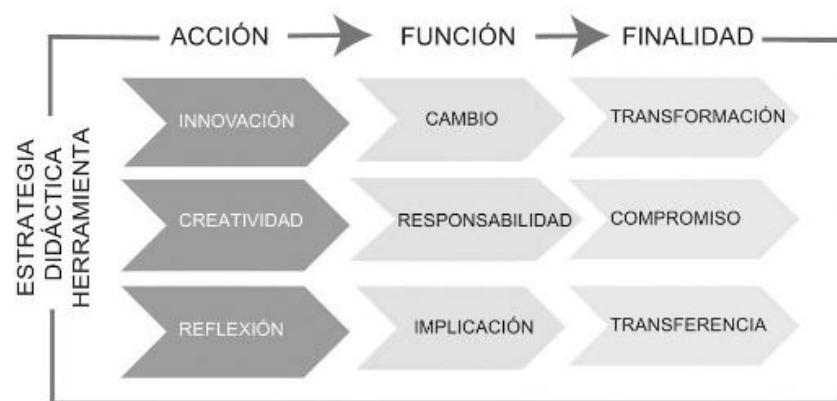 ACCIÓN
FUNCIÓN
FINALIDAD
ESTRATEGIA
DIDÁCTICA
HERRAMIENTA
INNOVACIÓN
CAMBIO
TRANSFORMACIÓN
CREATIVIDAD
RESPONSABILIDAD
COMPROMISO
REFLEXIÓN
IMPLICACIÓN
TRANSFERENCIA